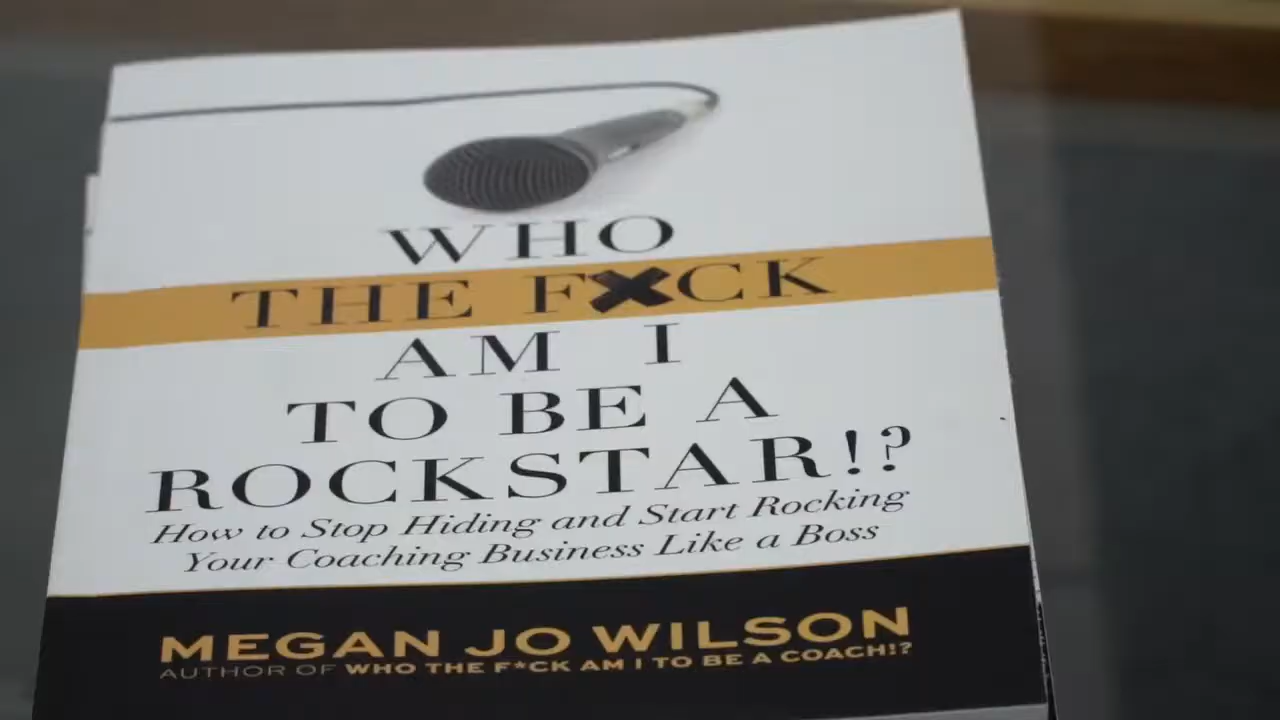 WHO
THE FXCK
AM I
TO BE A
ROCKSTAR!?
How to Stop Hiding and Start Rocking
Your Coaching Business Like a Boss
MEGAN JO WILSON
AUTHOR OF WHO THE F*CK AM I TO BE A COACH!?